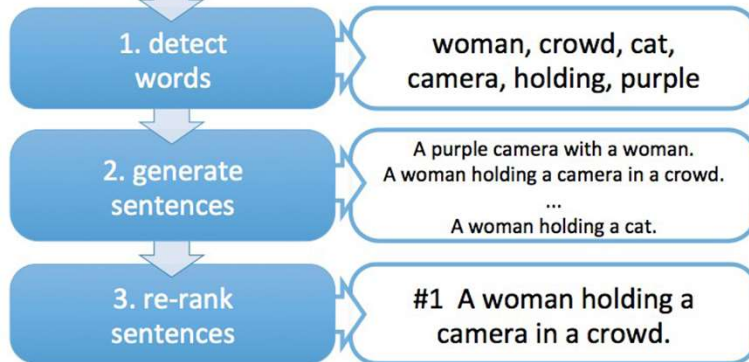 1. detect
words
woman, crowd, cat,
camera, holding, purple
2. generate
sentences
A purple camera with a woman.
A woman holding a camera in a crowd.
...
A woman holding a cat.
3. re-rank
sentences
#1 A woman holding a
camera in a crowd.